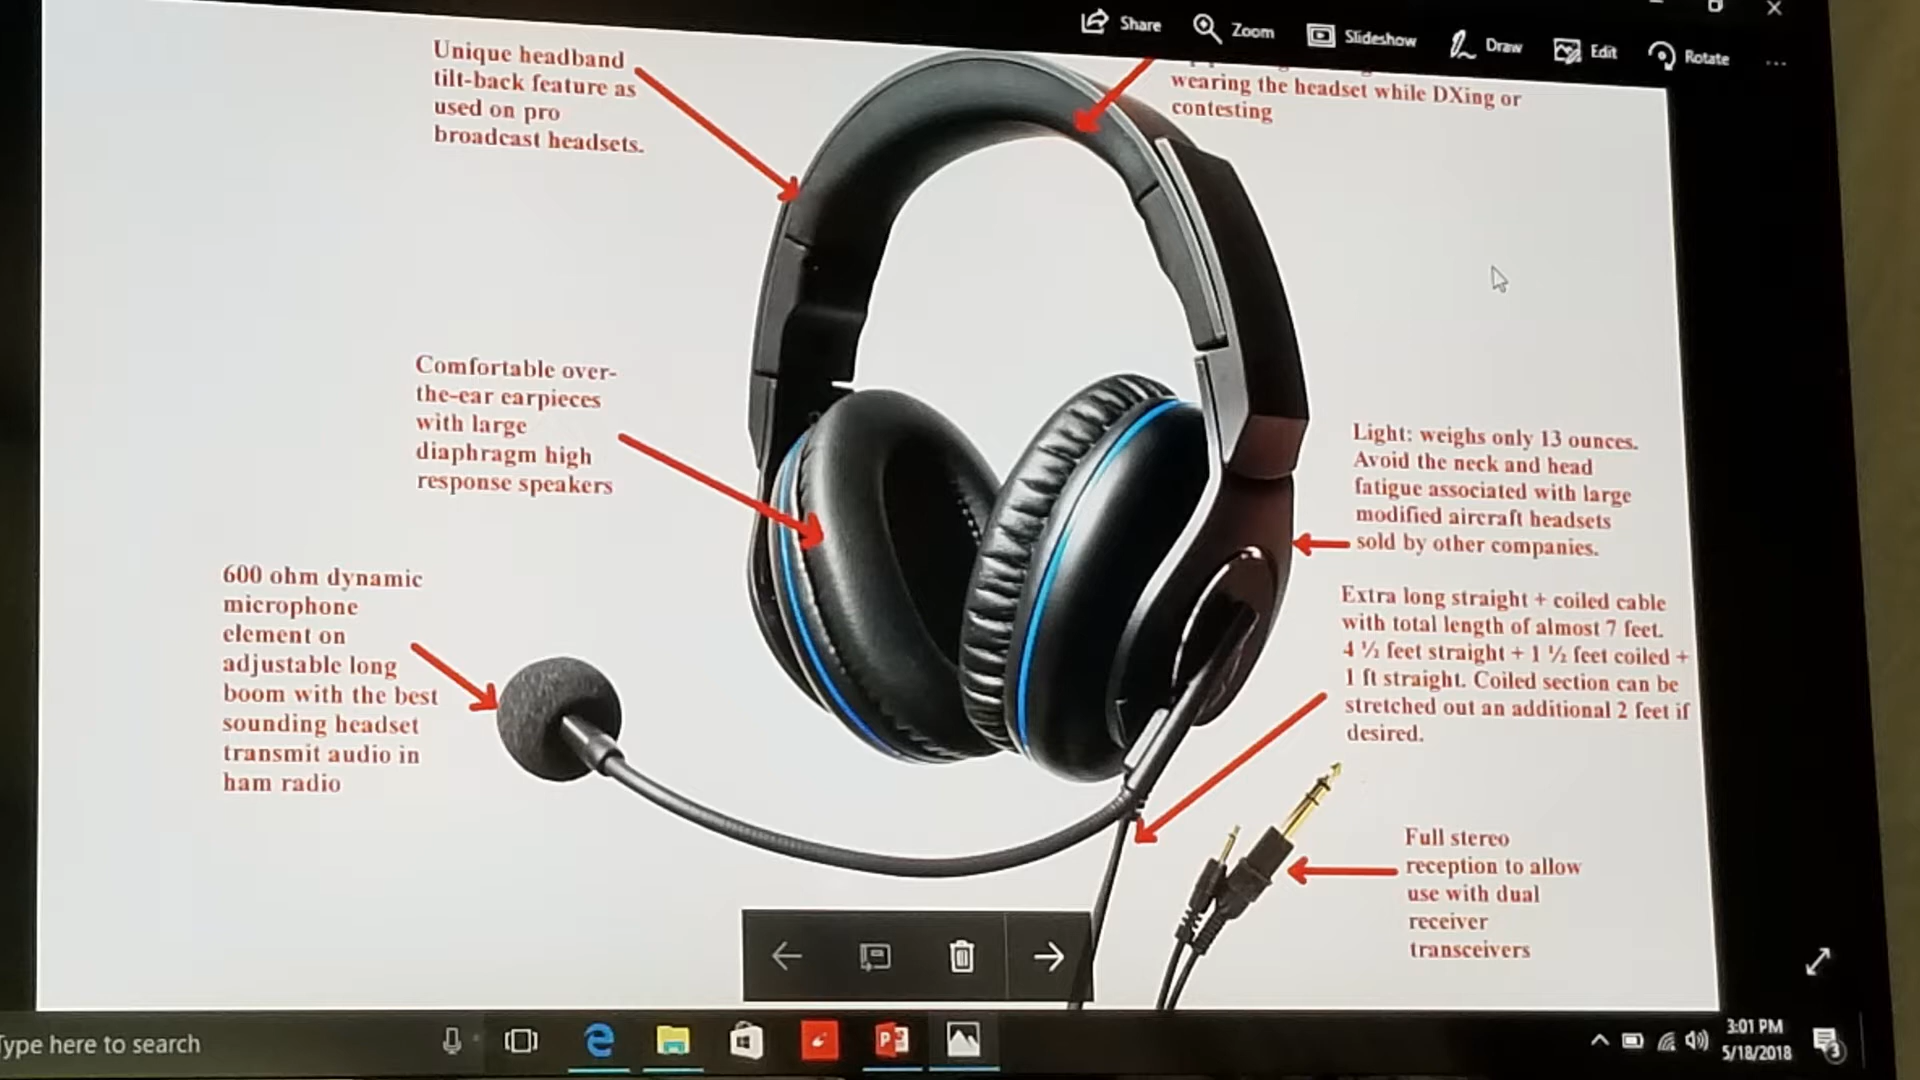 Share
Zoom
Slideshow
Draw
Edit
Rotate
Unique headband
tilt-back feature as
used on pro
broadcast headsets.
wearing the headset while DXing or
contesting
Comfortable over-
the-ear earpieces
with large
diaphragm high
response speakers
Light: weighs only 13 ounces.
Avoid the neck and head
fatigue associated with large
modified aircraft headsets
sold by other companies.
600 ohm dynamic
microphone
element on
adjustable long
boom with the best
sounding headset
transmit audio in
ham radio
Extra long straight + coiled cable
with total length of almost 7 feet.
4 ½ feet straight + 1 ½ feet coiled +
1 ft straight. Coiled section can be
stretched out an additional 2 feet if
desired.
Full stereo
reception to allow
use with dual
receiver
transceivers
Type here to search
3:01 PM
5/18/2018
3